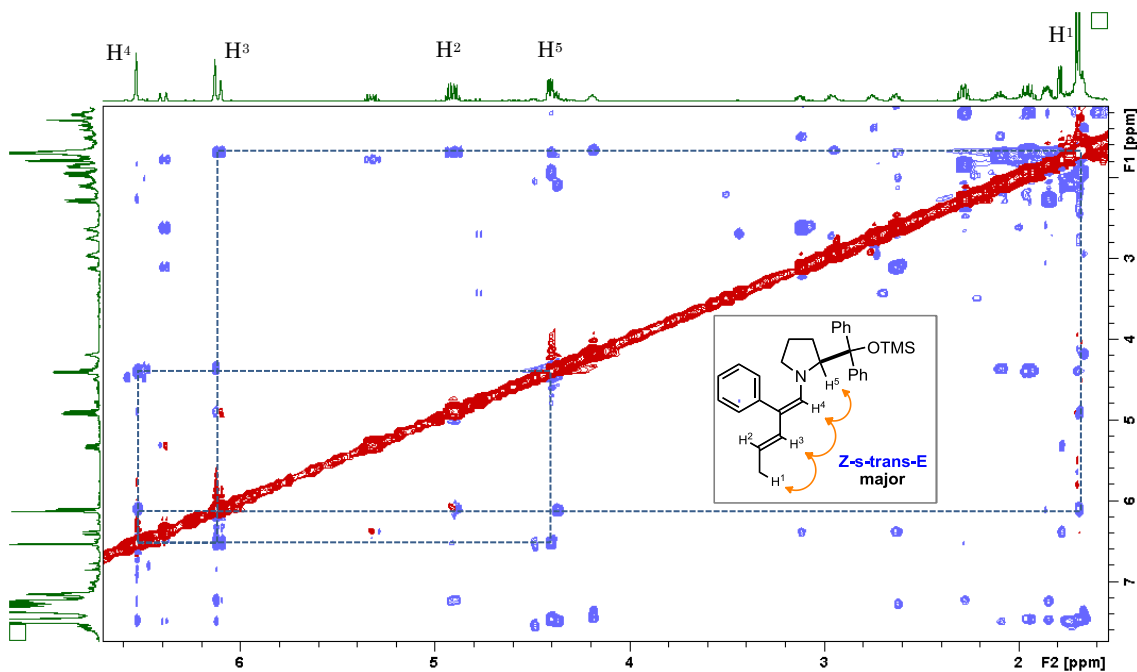 H⁴ H³ H² H⁵ H¹
F1 [ppm]
3
4
5
6
7
Ph
OTMS
Ph
N
H⁵
H⁴
H² H³
Z-s-trans-E
major
H¹
6 5 4 3 2 F2 [ppm]